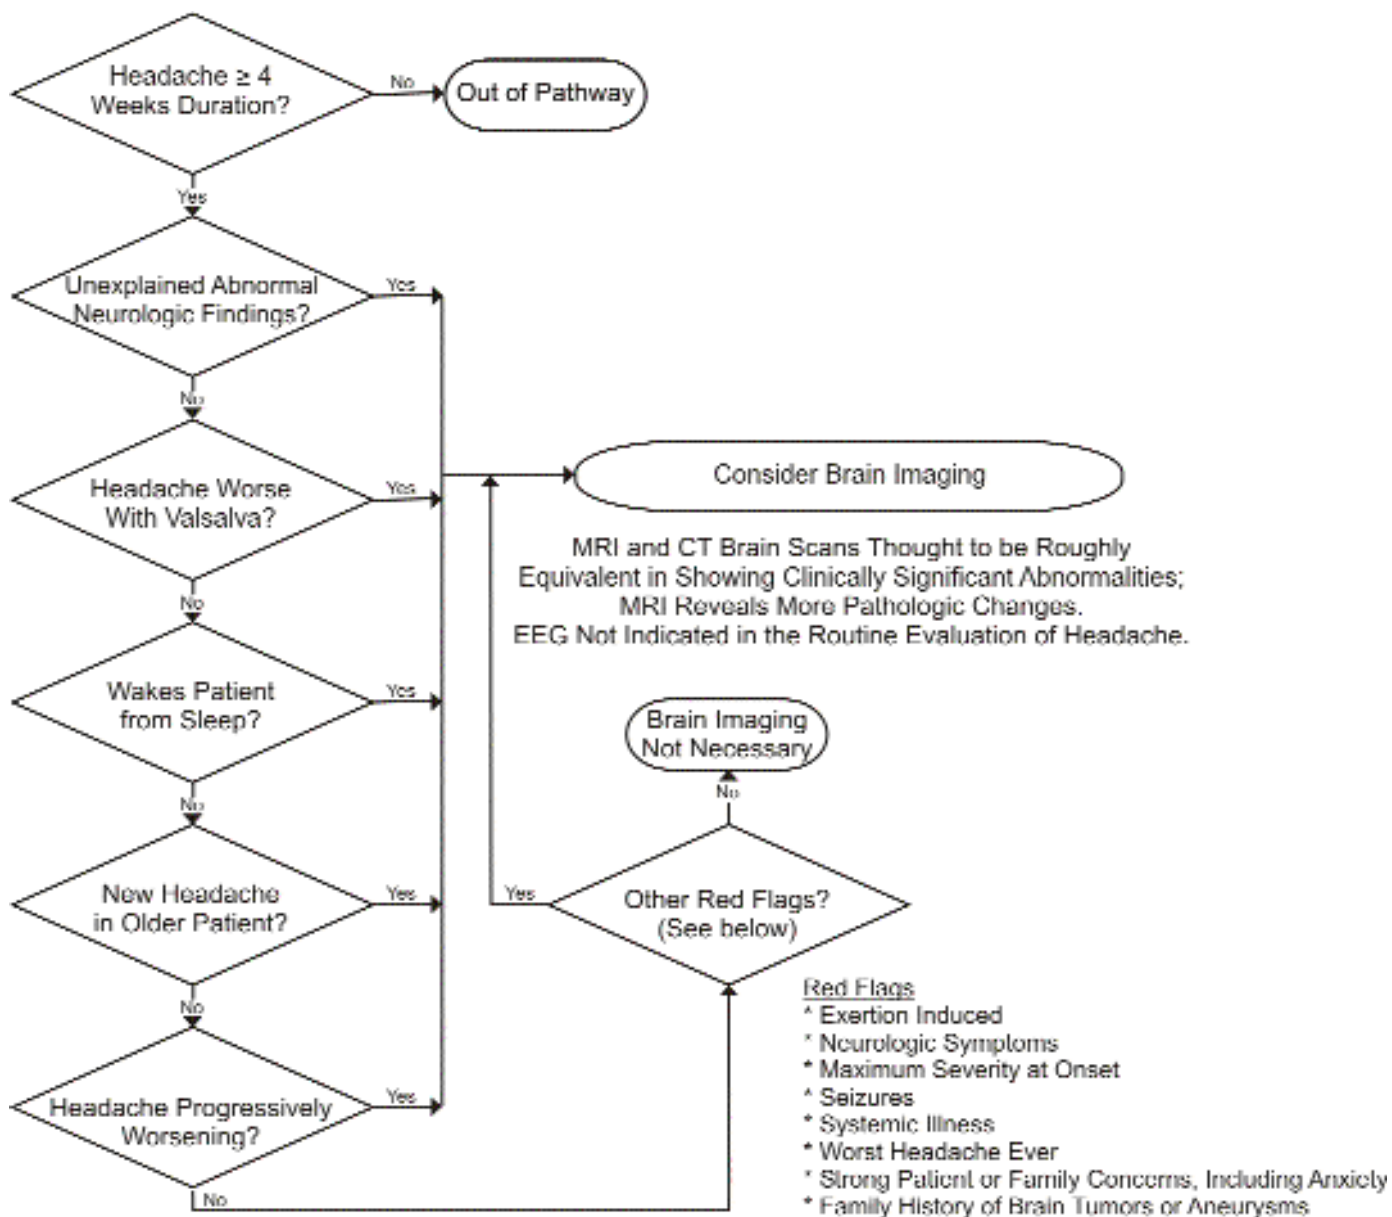 Headache ≥ 4
Weeks Duration?
No
Out of Pathway
Yes
Unexplained Abnormal
Neurologic Findings?
Yes
No
Headache Worse
With Valsalva?
Yes
Consider Brain Imaging
MRI and CT Brain Scans Thought to be Roughly
Equivalent in Showing Clinically Significant Abnormalities;
MRI Reveals More Pathologic Changes.
EEG Not Indicated in the Routine Evaluation of Headache.
No
Wakes Patient
from Sleep?
Yes
Brain Imaging
Not Necessary
No
No
New Headache
in Older Patient?
Yes
Yes
Other Red Flags?
(See below)
No
Headache Progressively
Worsening?
Yes
No
Red Flags
* Exertion Induced
* Neurologic Symptoms
* Maximum Severity at Onset
* Seizures
* Systemic Illness
* Worst Headache Ever
* Strong Patient or Family Concerns, Including Anxiety
* Family History of Brain Tumors or Aneurysms